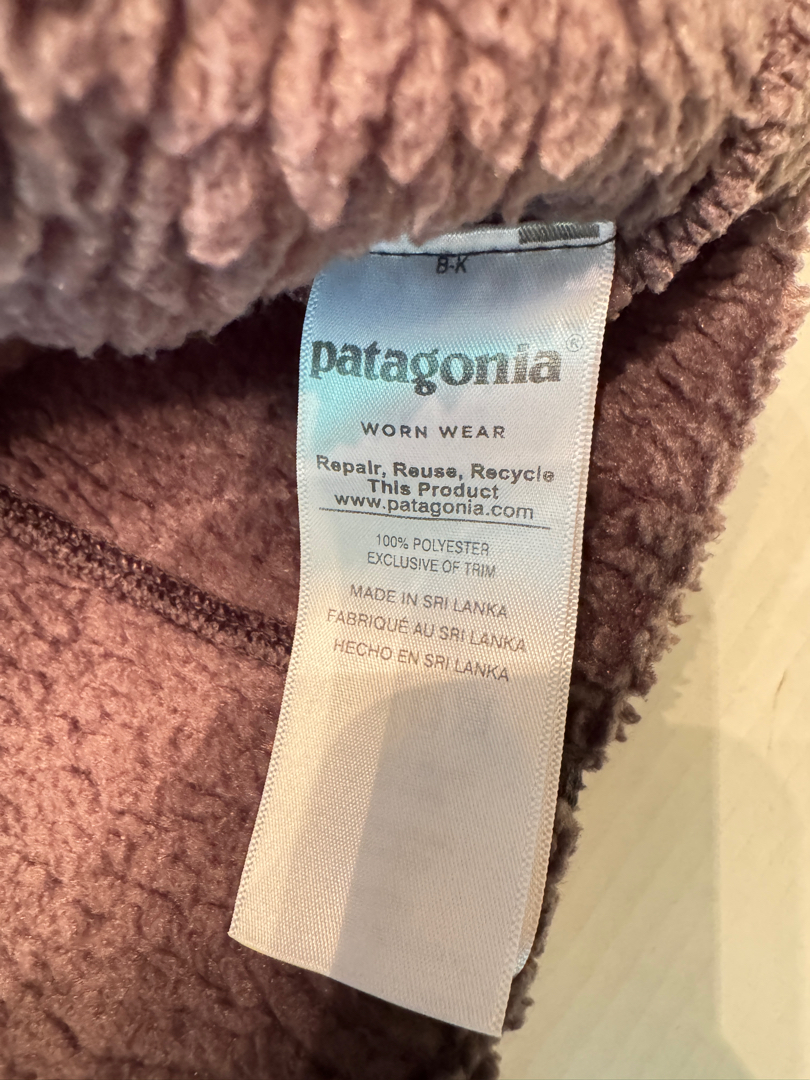 B-K
patagonia®
WORN WEAR
Repair, Reuse, Recycle
This Product
www.patagonia.com
100% POLYESTER
EXCLUSIVE OF TRIM
MADE IN SRI LANKA
FABRIQUÉ AU SRI LANKA
HECHO EN SRI LANKA